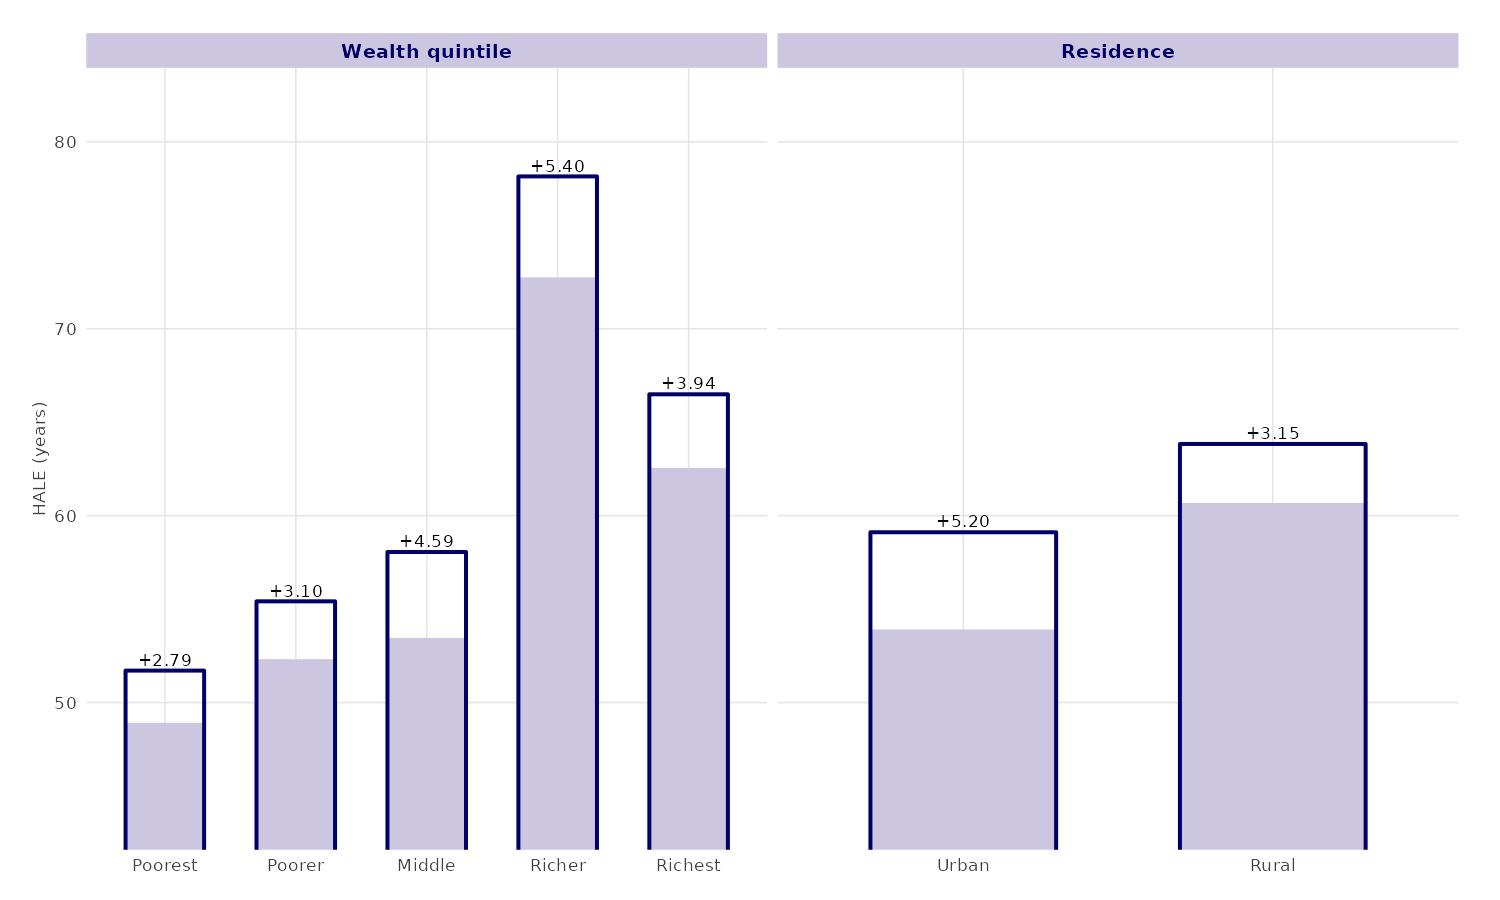 Wealth quintile
Residence
HALE (years)
80
70
60
50
+2.79
+3.10
+4.59
+5.40
+3.94
+5.20
+3.15
Poorest
Poorer
Middle
Richer
Richest
Urban
Rural